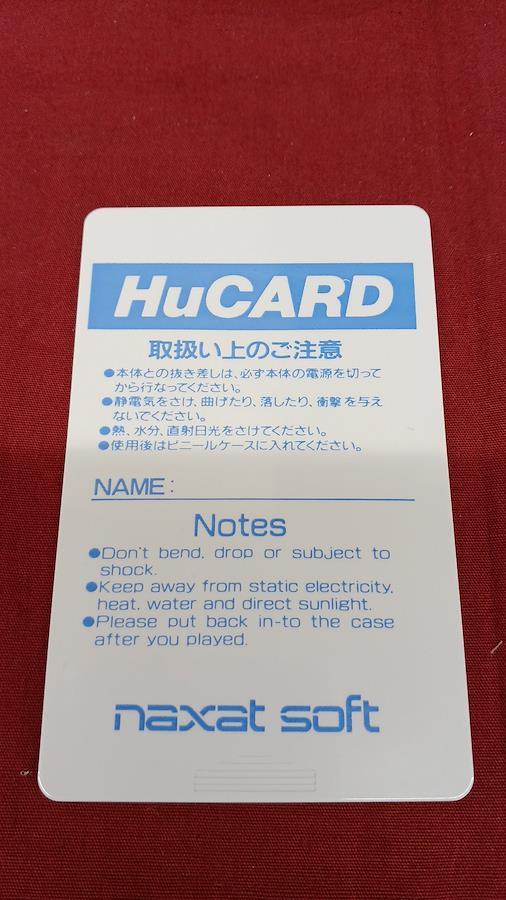 HuCARD
取扱い上のご注意
●本体との抜き差しは、必ず本体の電源を切って
から行なってください。
●静電気をさけ、曲げたり、落したり、衝撃を与え
ないでください。
●熱、水分、直射日光をさけてください。
●使用後はビニールケースに入れてください。
NAME:
Notes
●Don't bend, drop or subject to
shock.
●Keep away from static electricity,
heat, water and direct sunlight.
●Please put back in-to the case
after you played.
naxat soft